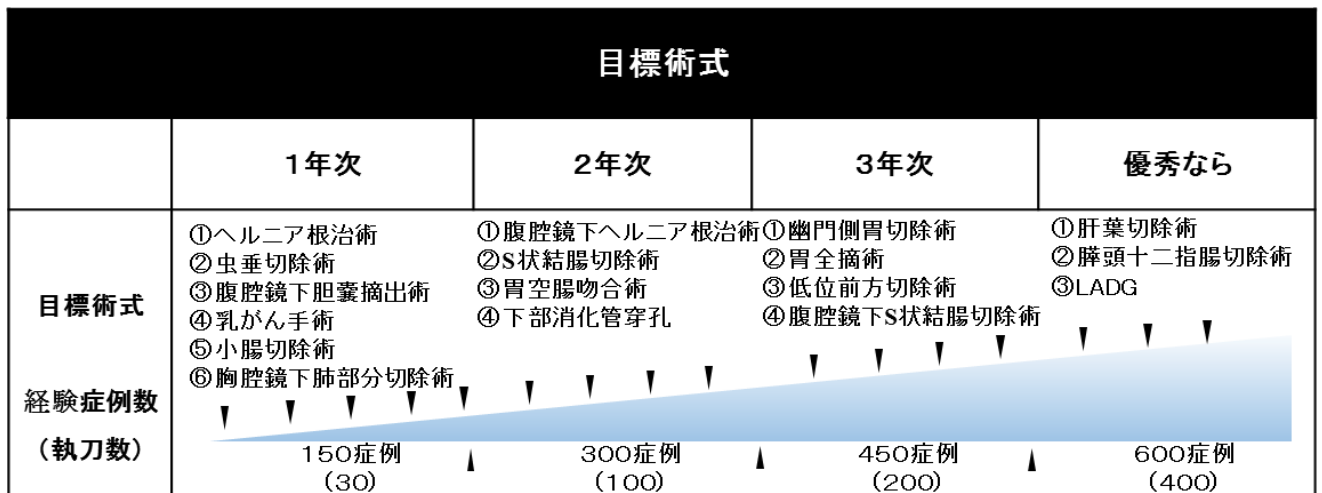 目標術式
1年次 2年次 3年次 優秀なら
目標術式
①ヘルニア根治術
②虫垂切除術
③腹腔鏡下胆嚢摘出術
④乳がん手術
⑤小腸切除術
⑥胸腔鏡下肺部分切除術
①腹腔鏡下ヘルニア根治術
②S状結腸切除術
③胃空腸吻合術
④下部消化管穿孔
①幽門側胃切除術
②胃全摘術
③低位前方切除術
④腹腔鏡下S状結腸切除術
①肝葉切除術
②膵頭十二指腸切除術
③LADG
経験症例数
（執刀数）
150症例 300症例 450症例 600症例
(30) (100) (200) (400)